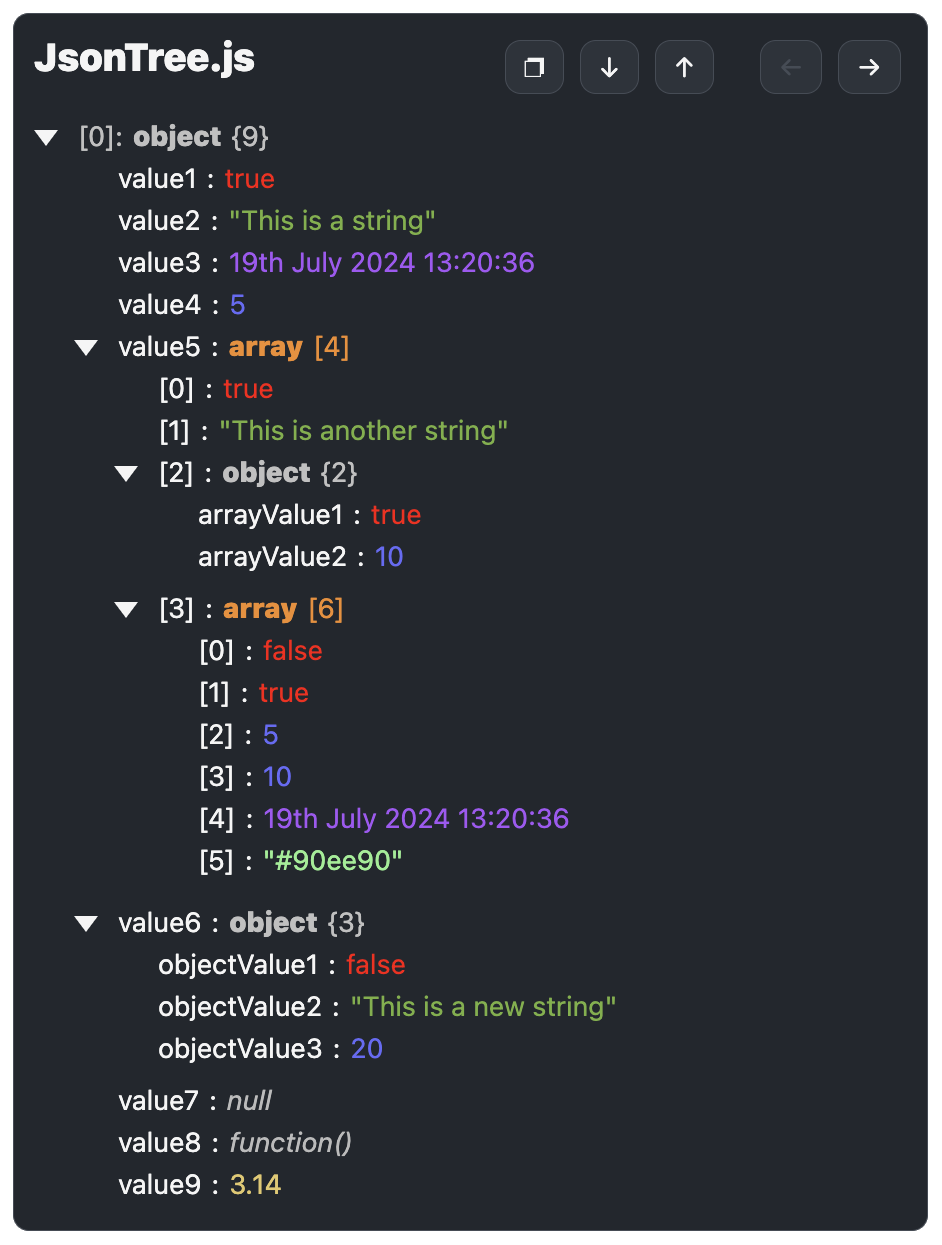 JsonTree.js
[0]: object {9}
value1 : true
value2 : "This is a string"
value3 : 19th July 2024 13:20:36
value4 : 5
value5 : array [4]
[0] : true
[1] : "This is another string"
[2] : object {2}
arrayValue1 : true
arrayValue2 : 10
[3] : array [6]
[0] : false
[1] : true
[2] : 5
[3] : 10
[4] : 19th July 2024 13:20:36
[5] : "#90ee90"
value6 : object {3}
objectValue1 : false
objectValue2 : "This is a new string"
objectValue3 : 20
value7 : null
value8 : function()
value9 : 3.14